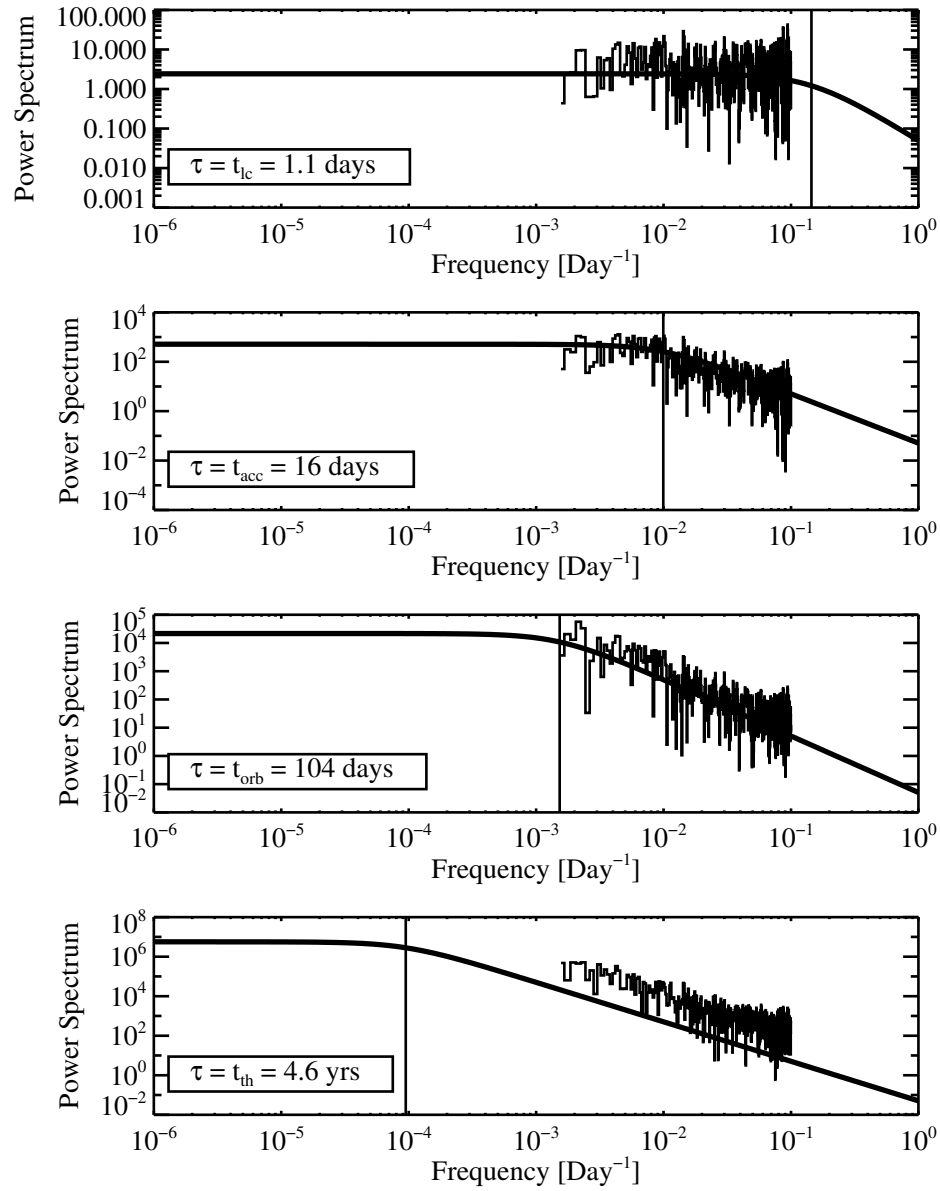 Power Spectrum
100.000
10.000
1.000
0.100
0.010
0.001
τ = t_lc = 1.1 days
10^-6 10^-5 10^-4 10^-3 10^-2 10^-1 10^0
Frequency [Day^-1]
Power Spectrum
10^4
10^2
10^0
10^-2
10^-4
τ = t_acc = 16 days
10^-6 10^-5 10^-4 10^-3 10^-2 10^-1 10^0
Frequency [Day^-1]
Power Spectrum
10^5
10^4
10^3
10^2
10^1
10^0
10^-1
10^-2
τ = t_orb = 104 days
10^-6 10^-5 10^-4 10^-3 10^-2 10^-1 10^0
Frequency [Day^-1]
Power Spectrum
10^8
10^6
10^4
10^2
10^0
10^-2
τ = t_th = 4.6 yrs
10^-6 10^-5 10^-4 10^-3 10^-2 10^-1 10^0
Frequency [Day^-1]